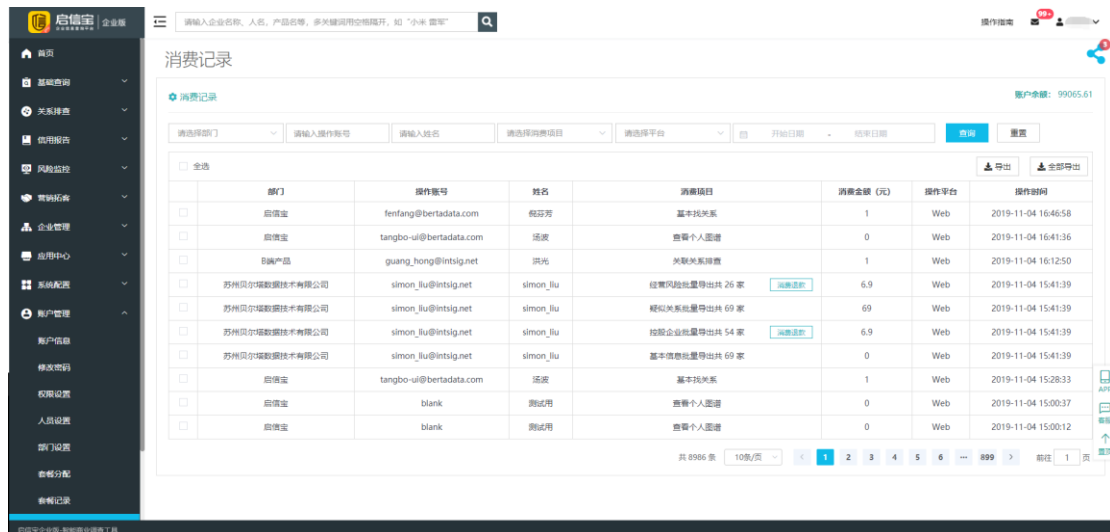 启信宝 企业版
请输入企业名称、人名、产品名等，多关键词用空格隔开，如 “小米 雷军”
操作指南 99+
首页
基础查询
关系排查
信用报告
风险监控
营销拓客
企业管理
应用中心
系统配置
账户管理
账户信息
修改密码
权限设置
人员设置
部门设置
套餐分配
套餐记录
启信宝企业版-智能商业调查工具
消费记录
消费记录 账户余额： 99065.61
请选择部门 请输入操作账号 请输入姓名 请选择消费项目 请选择平台 开始日期 - 结束日期 查询 重置
全选 导出 全部导出
部门 操作账号 姓名 消费项目 消费金额（元） 操作平台 操作时间
启信宝 fenfang@bertadata.com 倪芬芳 基本找关系 1 Web 2019-11-04 16:46:58
启信宝 tangbo-ui@bertadata.com 汤波 查看个人图谱 0 Web 2019-11-04 16:41:36
B端产品 guang_hong@intsig.net 洪光 关联关系排查 1 Web 2019-11-04 16:12:50
苏州贝尔塔数据技术有限公司 simon_liu@intsig.net simon_liu 经营风险批量导出共 26 家 消费退款 6.9 Web 2019-11-04 15:41:39
苏州贝尔塔数据技术有限公司 simon_liu@intsig.net simon_liu 疑似关系批量导出共 69 家 69 Web 2019-11-04 15:41:39
苏州贝尔塔数据技术有限公司 simon_liu@intsig.net simon_liu 控股企业批量导出共 54 家 消费退款 6.9 Web 2019-11-04 15:41:39
苏州贝尔塔数据技术有限公司 simon_liu@intsig.net simon_liu 基本信息批量导出共 69 家 0 Web 2019-11-04 15:41:39
启信宝 tangbo-ui@bertadata.com 汤波 基本找关系 1 Web 2019-11-04 15:28:33
启信宝 blank 测试用 查看个人图谱 0 Web 2019-11-04 15:00:37
启信宝 blank 测试用 查看个人图谱 0 Web 2019-11-04 15:00:12
共 8986 条 10条/页 < 1 2 3 4 5 6 ··· 899 > 前往 1 页
APP